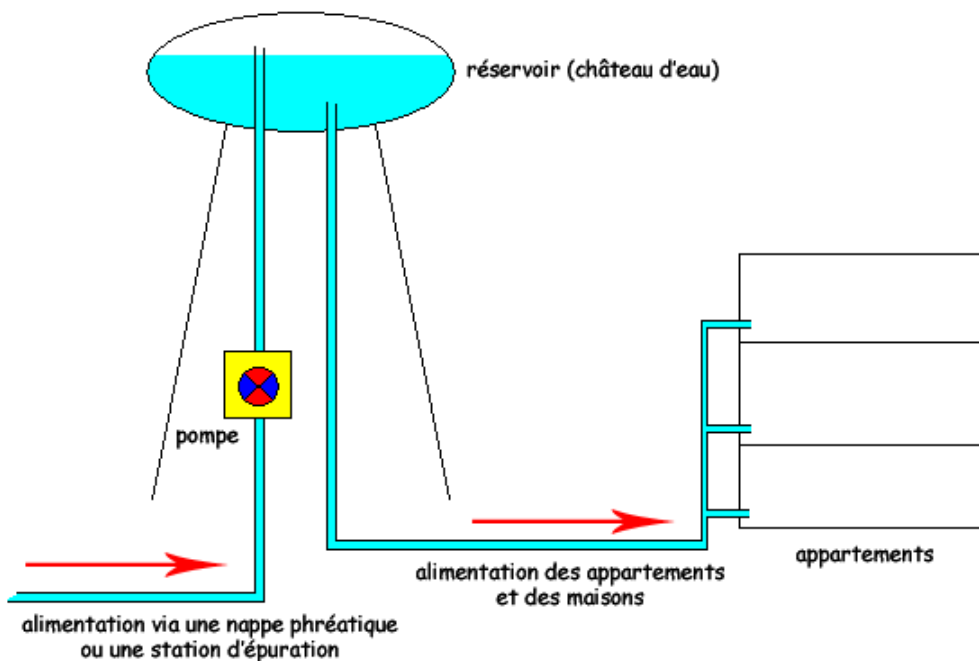 réservoir (château d'eau)
pompe
appartements
alimentation des appartements
et des maisons
alimentation via une nappe phréatique
ou une station d'épuration